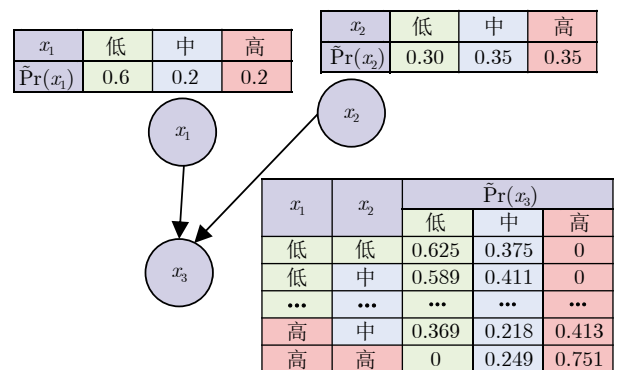 x₁ 低 中 高
P̃r(x₁) 0.6 0.2 0.2
x₂ 低 中 高
P̃r(x₂) 0.30 0.35 0.35
x₁
x₂
x₃
x₁ x₂ P̃r(x₃)
低 中 高
低 低 0.625 0.375 0
低 中 0.589 0.411 0
... ... ... ... ...
高 中 0.369 0.218 0.413
高 高 0 0.249 0.751